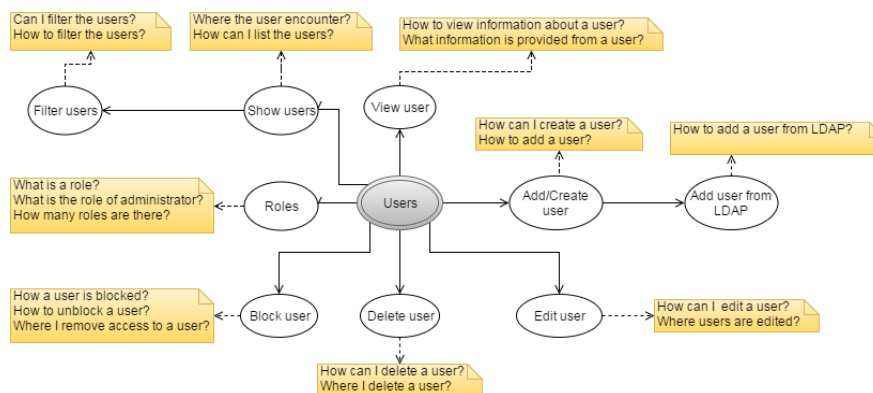 Can I filter the users?
How to filter the users?
Where the user encounter?
How can I list the users?
How to view information about a user?
What information is provided from a user?
Filter users
Show users
View user
How can I create a user?
How to add a user?
How to add a user from LDAP?
What is a role?
What is the role of administrator?
How many roles are there?
Roles
Users
Add/Create
user
Add user from
LDAP
How a user is blocked?
How to unblock a user?
Where I remove access to a user?
Block user
Delete user
Edit user
How can I  edit a user?
Where users are edited?
How can I delete a user?
Where I delete a user?